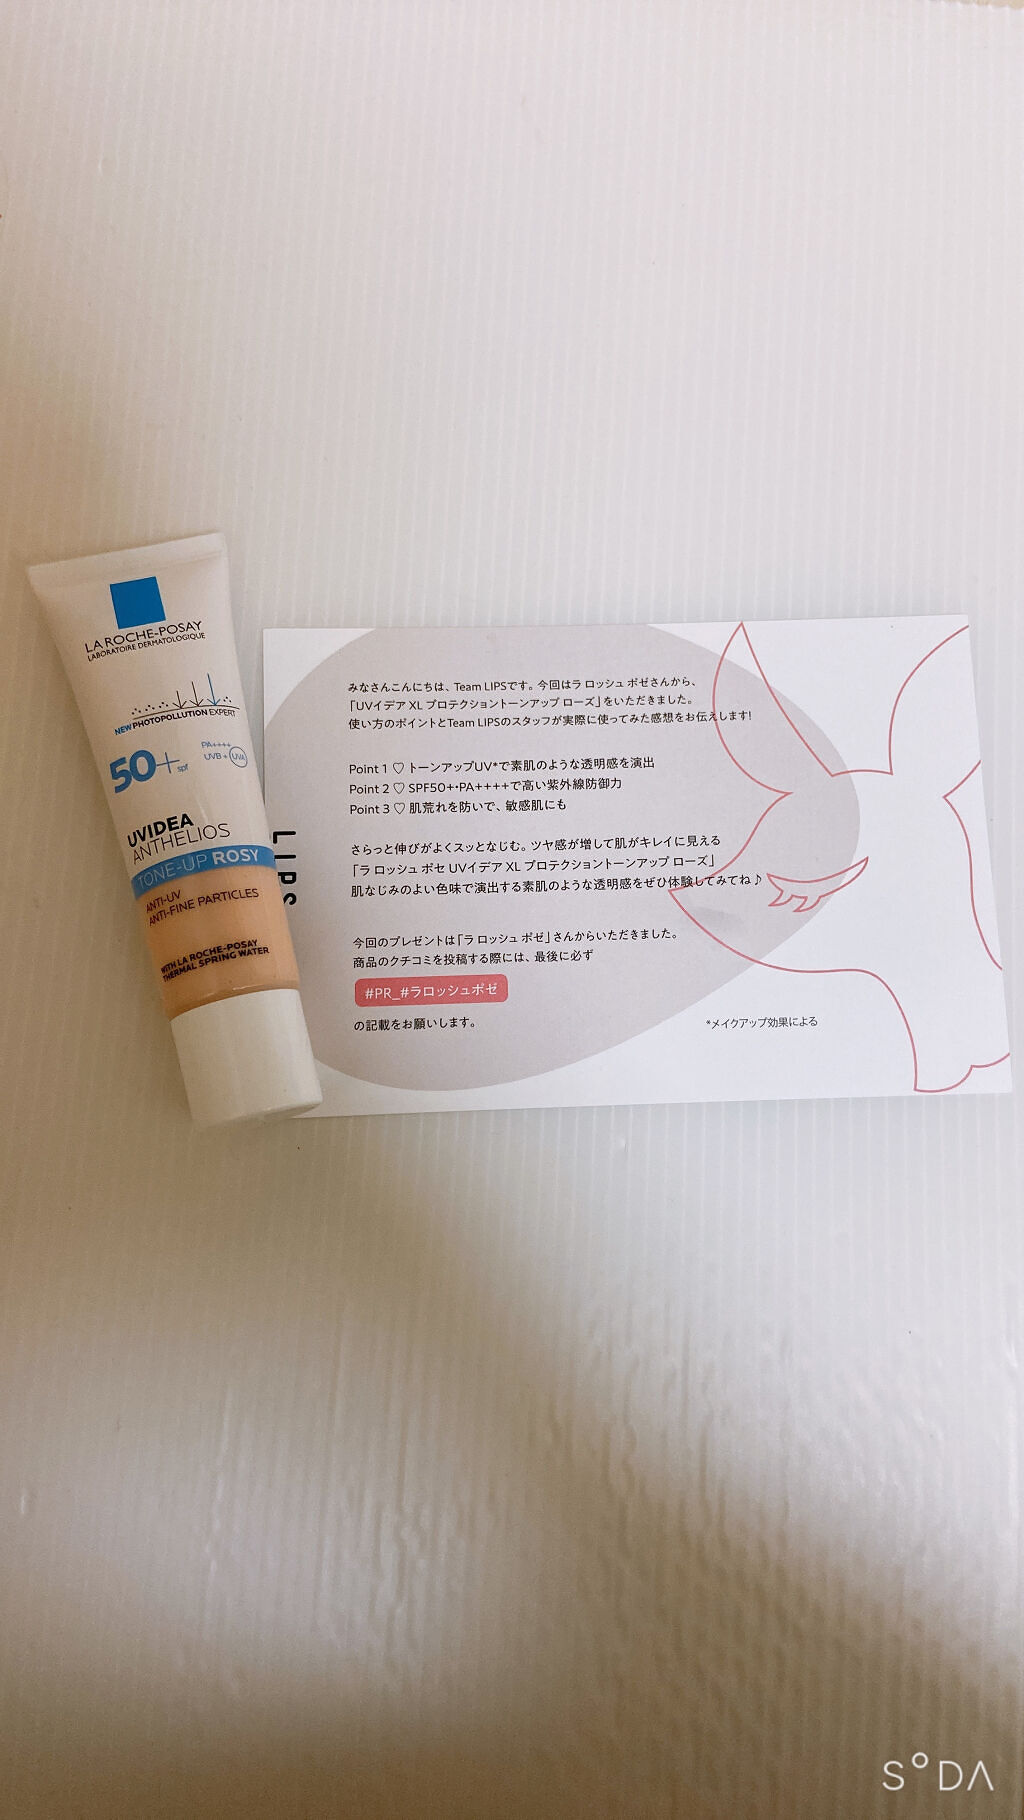 LA ROCHE-POSAY
LABORATOIRE DERMATOLOGIQUE
NEW PHOTOPOLLUTION EXPERT
50+ spf
PA++++
UVB + UVA
UVIDEA
ANTHELIOS
TONE-UP ROSY
ANTI-UV
ANTI-FINE PARTICLES
WITH LA ROCHE-POSAY
THERMAL SPRING WATER
LIPS
みなさんこんにちは、Team LIPSです。今回はラ ロッシュ ポゼさんから、
「UVイデア XL プロテクショントーンアップ ローズ」をいただきました。
使い方のポイントとTeam LIPSのスタッフが実際に使ってみた感想をお伝えします!
Point 1 ♡ トーンアップUV*で素肌のような透明感を演出
Point 2 ♡ SPF50+・PA++++で高い紫外線防御力
Point 3 ♡ 肌荒れを防いで、敏感肌にも
さらっと伸びがよくスッとなじむ。ツヤ感が増して肌がキレイに見える
「ラ ロッシュ ポゼ UVイデア XL プロテクショントーンアップ ローズ」
肌なじみのよい色味で演出する素肌のような透明感をぜひ体験してみてね♪
今回のプレゼントは「ラ ロッシュ ポゼ」さんからいただきました。
商品のクチコミを投稿する際には、最後に必ず
#PR_#ラロッシュポゼ
の記載をお願いします。
*メイクアップ効果による
SODA